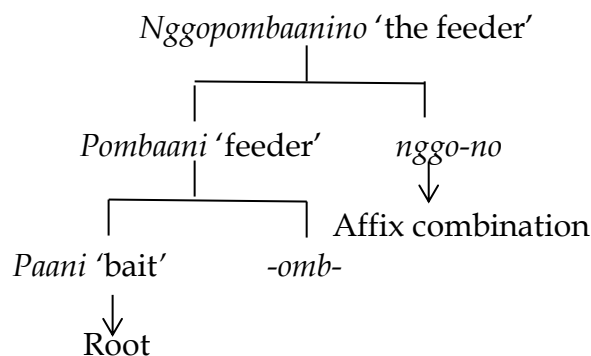 Nggopombaanino ‘the feeder’
Pombaani ‘feeder’ nggo-no
Affix combination
Paani ‘bait’ -omb-
Root